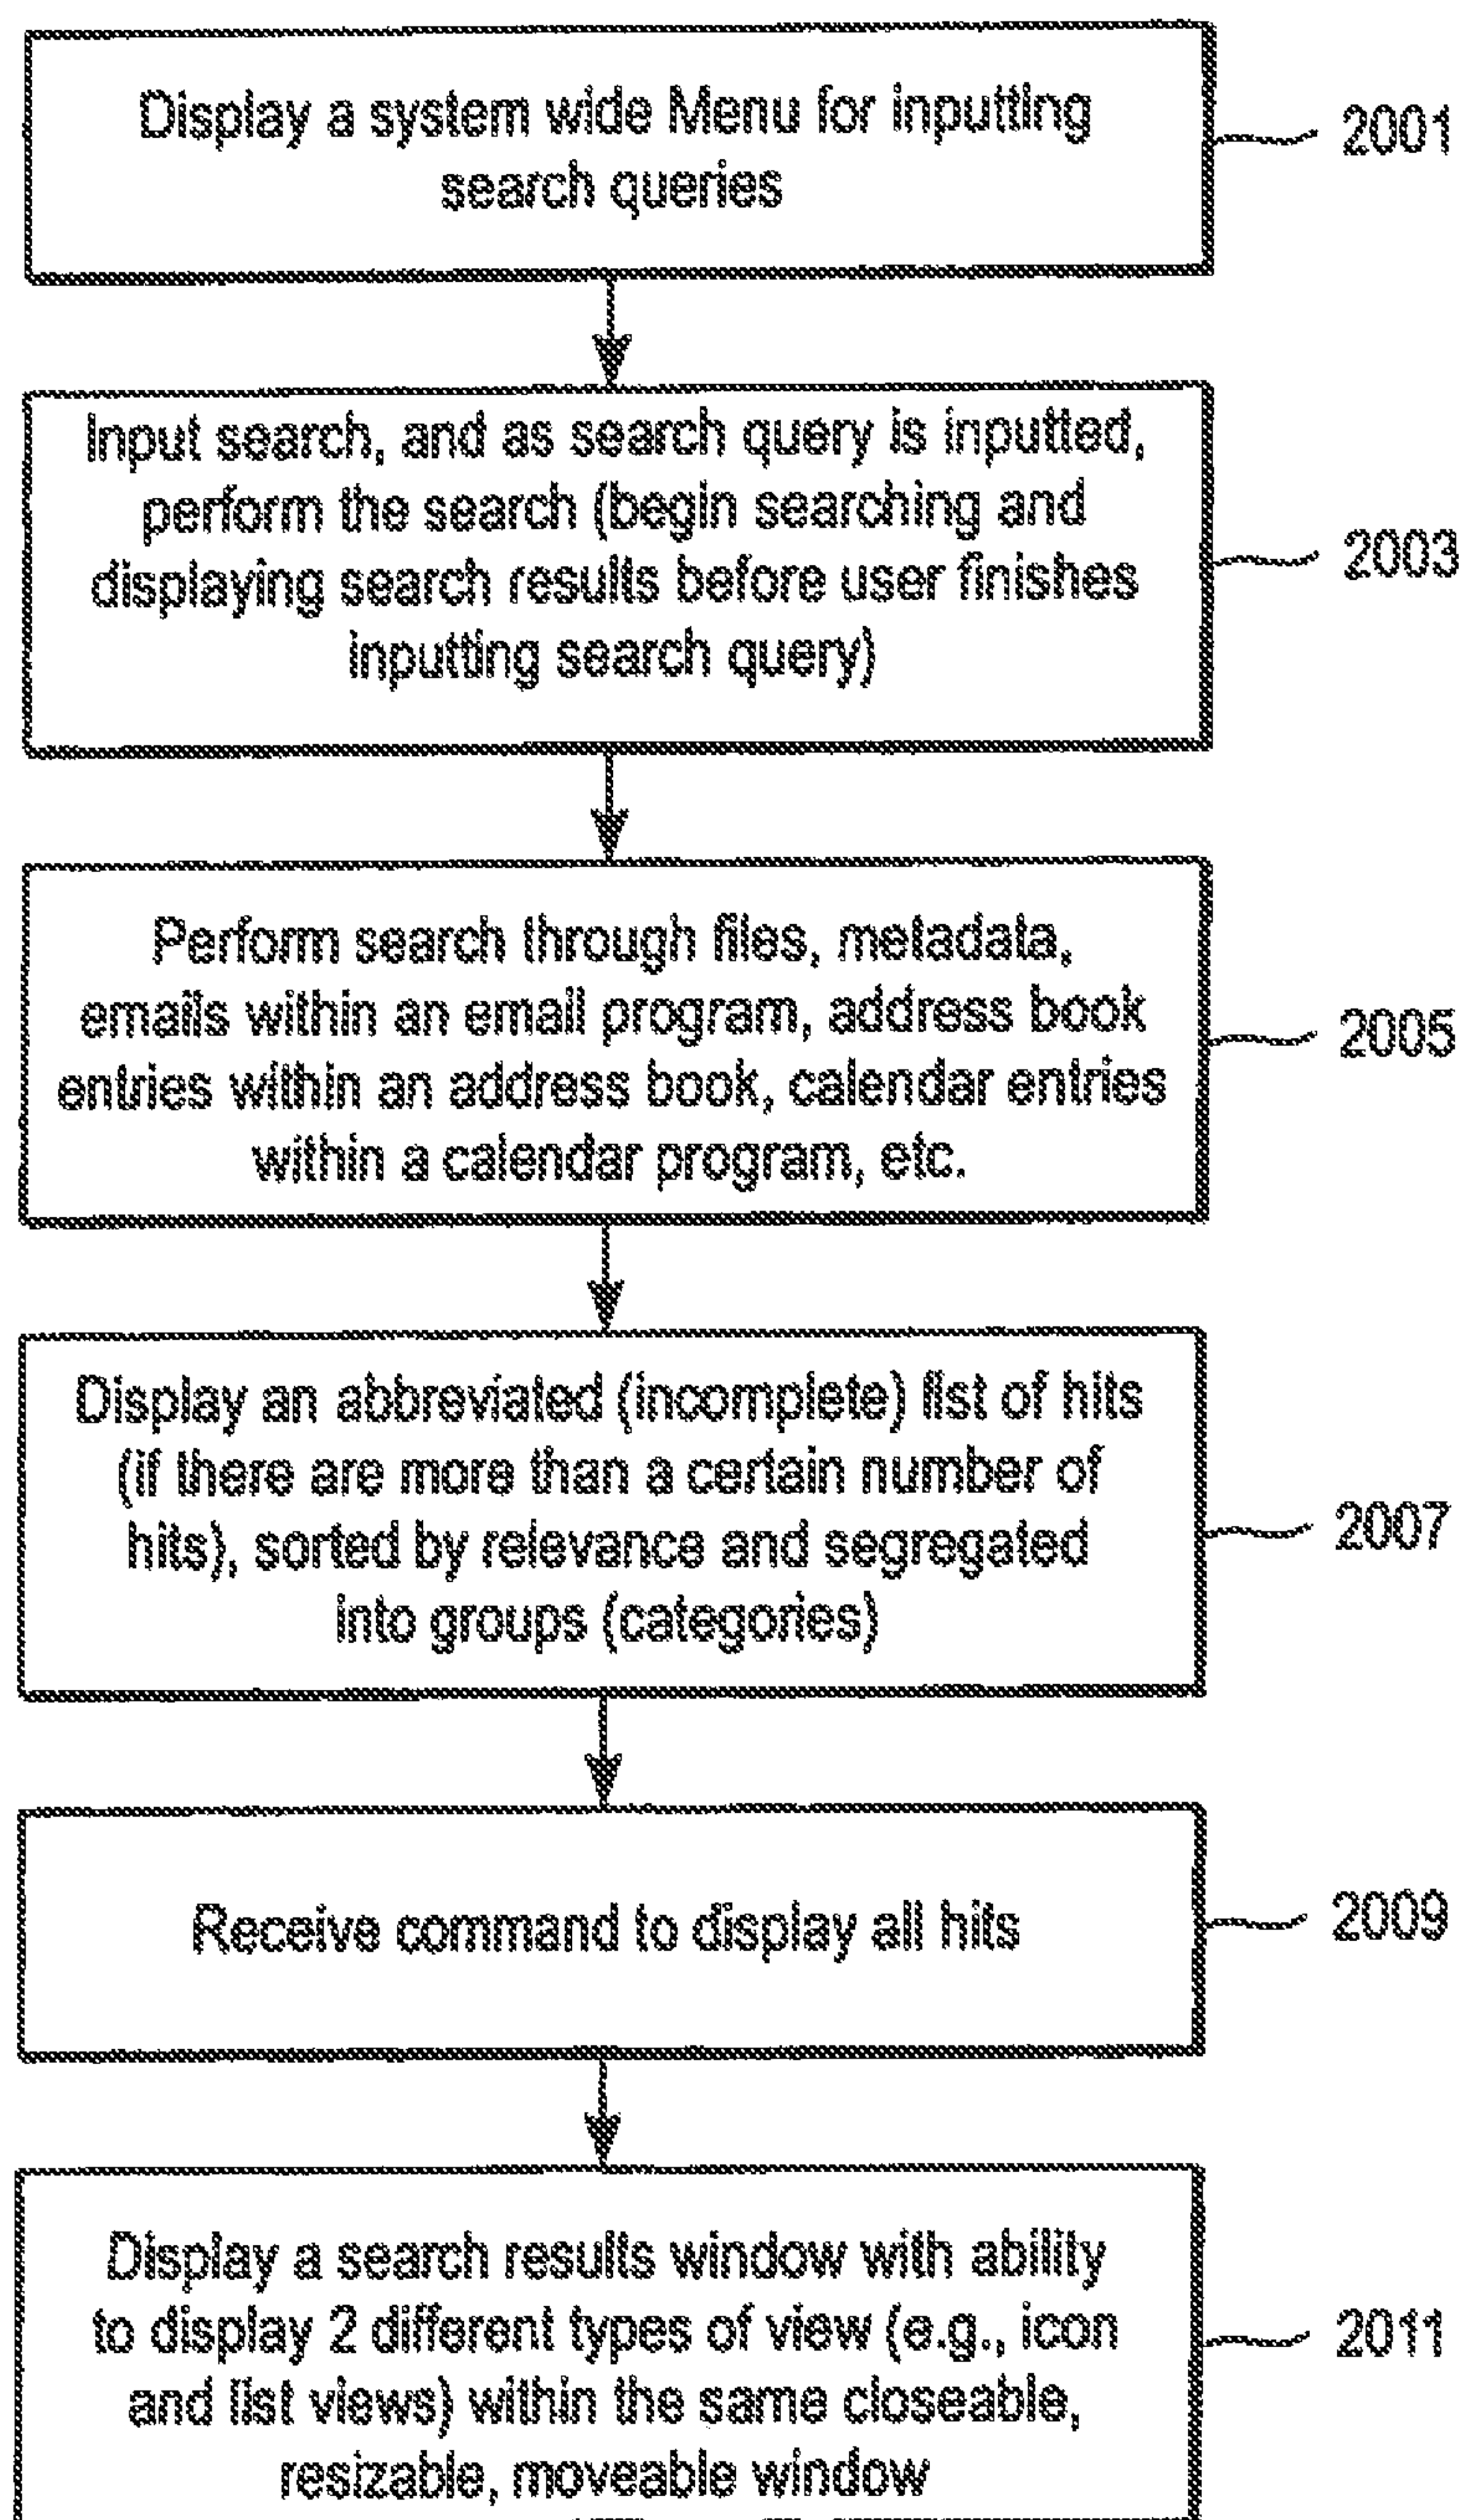 Display a system wide Menu for inputting
search queries
2001
Input search, and as search query is inputted,
perform the search (begin searching and
displaying search results before user finishes
inputting search query)
2003
Perform search through files, metadata,
emails within an email program, address book
entries within an address book, calendar entries
within a calendar program, etc.
2005
Display an abbreviated (incomplete) list of hits
(if there are more than a certain number of
hits), sorted by relevance and segregated
into groups (categories)
2007
Receive command to display all hits
2009
Display a search results window with ability
to display 2 different types of view (e.g., icon
and list views) within the same closeable,
resizable, moveable window
2011